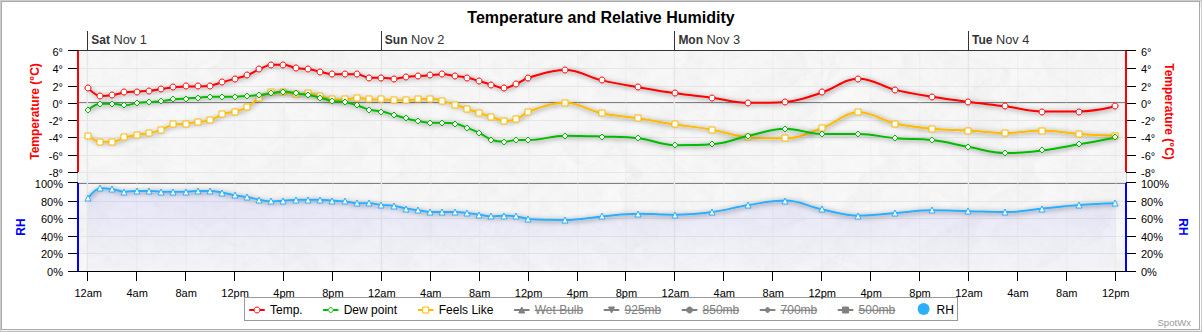 Temperature and Relative Humidity
Sat Nov 1 Sun Nov 2 Mon Nov 3 Tue Nov 4
6° 6°
4° 4°
2° 2°
0° 0°
-2° -2°
-4° -4°
-6° -6°
-8° -8°
Temperature (°C) Temperature (°C)
100% 100%
80% 80%
60% 60%
40% 40%
20% 20%
0% 0%
RH RH
12am 4am 8am 12pm 4pm 8pm 12am 4am 8am 12pm 4pm 8pm 12am 4am 8am 12pm 4pm 8pm 12am 4am 8am 12pm
Temp. Dew point Feels Like Wet Bulb 925mb 850mb 700mb 500mb RH
SpotWx